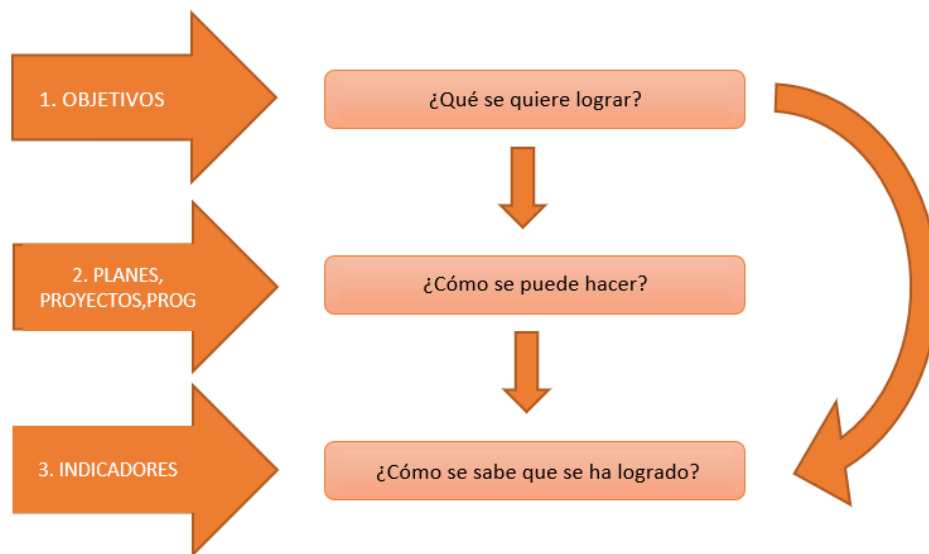 1. OBJETIVOS
¿Qué se quiere lograr?
2. PLANES,
PROYECTOS,PROG
¿Cómo se puede hacer?
3. INDICADORES
¿Cómo se sabe que se ha logrado?